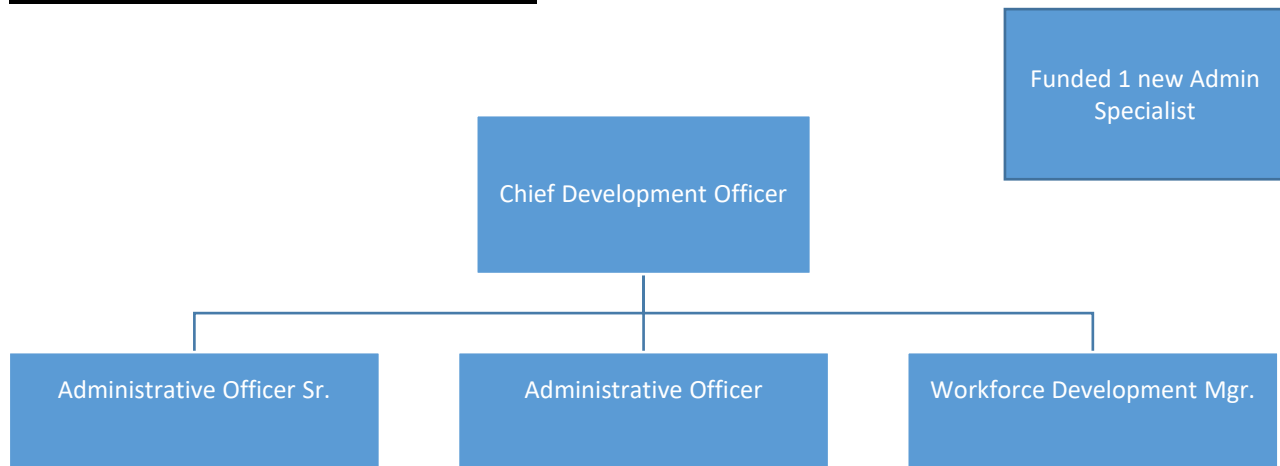 Funded 1 new Admin
Specialist
Chief Development Officer
Administrative Officer Sr.
Administrative Officer
Workforce Development Mgr.